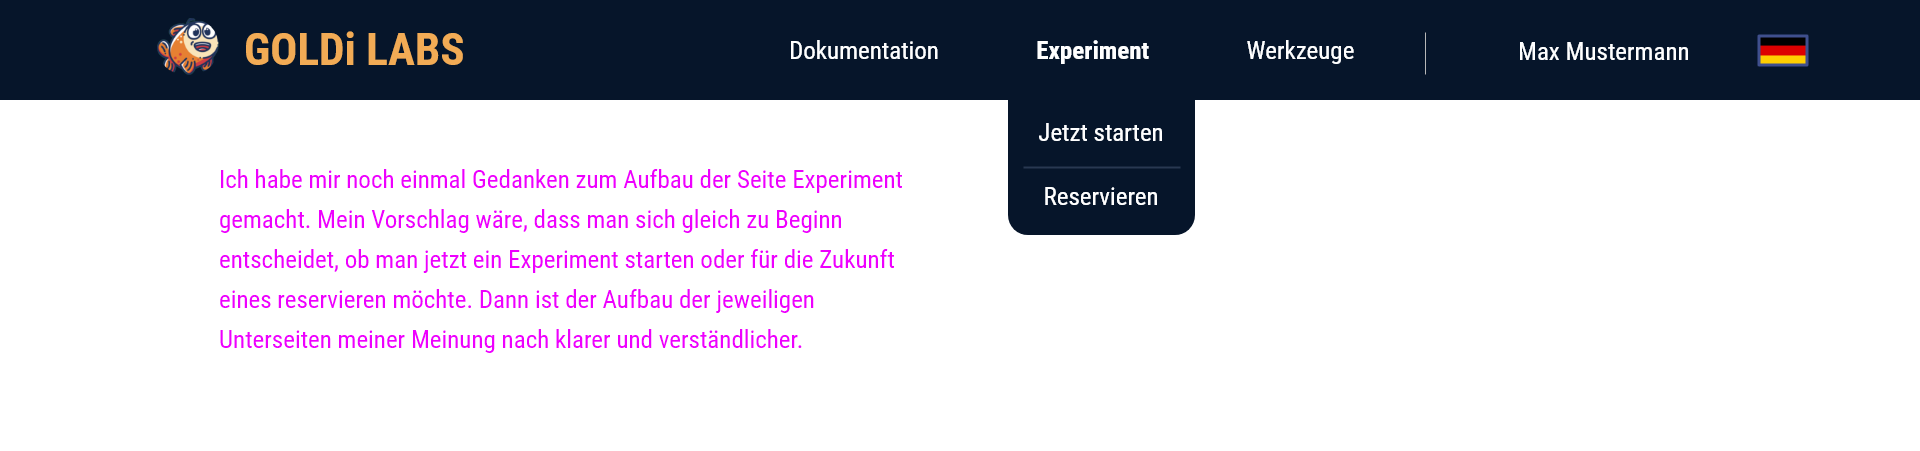 GOLDi LABS
Dokumentation
Experiment
Werkzeuge
Max Mustermann
Jetzt starten
Reservieren
Ich habe mir noch einmal Gedanken zum Aufbau der Seite Experiment
gemacht. Mein Vorschlag wäre, dass man sich gleich zu Beginn
entscheidet, ob man jetzt ein Experiment starten oder für die Zukunft
eines reservieren möchte. Dann ist der Aufbau der jeweiligen
Unterseiten meiner Meinung nach klarer und verständlicher.